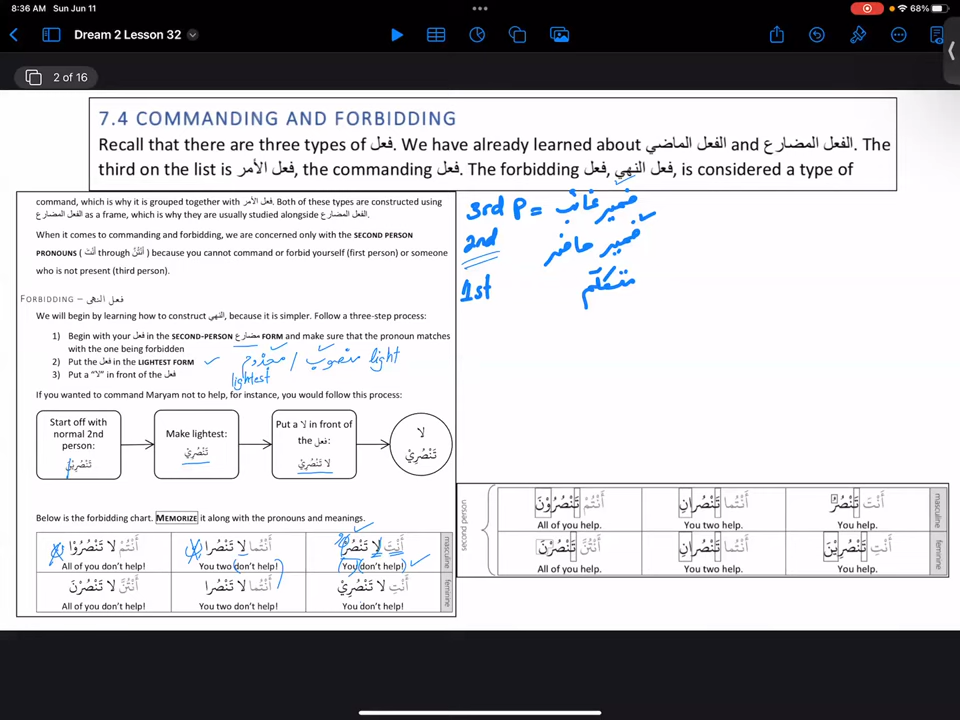 8:36 AM Sun Jun 11
68%
Dream 2 Lesson 32
2 of 16
7.4 COMMANDING AND FORBIDDING
Recall that there are three types of فعل. We have already learned about الفعل الماضي and الفعل المضارع. The
third on the list is فعل الأمر, the commanding فعل. The forbidding فعل, فعل النهي, is considered a type of
command, which is why it is grouped together with فعل الأمر. Both of these types are constructed using
الفعل المضارع as a frame, which is why they are usually studied alongside الفعل المضارع.
When it comes to commanding and forbidding, we are concerned only with the SECOND PERSON
PRONOUNS (أَنْتَ through أَنْتُنَّ) because you cannot command or forbid yourself (first person) or someone
who is not present (third person).
3rd P = ضمير غائب
2nd ضمير حاضر
1st متكلم
FORBIDDING – فعل النهي
We will begin by learning how to construct النهي, because it is simpler. Follow a three-step process:
1) Begin with your فعل in the SECOND-PERSON مضارع FORM and make sure that the pronoun matches
with the one being forbidden
2) Put the فعل in the LIGHTEST FORM
3) Put a "لا" in front of the فعل
light منصوب / مجزوم
lightest
If you wanted to command Maryam not to help, for instance, you would follow this process:
Start off with
normal 2nd
person:
تَنْصُرِيْنَ
Make lightest:
تَنْصُرِيْ
Put a لا in front of
the فعل:
لا تَنْصُرِيْ
لا
تَنْصُرِيْ
Below is the forbidding chart. MEMORIZE it along with the pronouns and meanings.
أَنْتَ لا تَنْصُرْ
You don't help!
أَنْتُما لا تَنْصُرا
You two don't help!
أَنْتُمْ لا تَنْصُرُوْا
All of you don't help!
masculine
أَنْتِ لا تَنْصُرِيْ
You don't help!
أَنْتُما لا تَنْصُرا
You two don't help!
أَنْتُنَّ لا تَنْصُرْنَ
All of you don't help!
feminine
second person
أَنْتَ تَنْصُرُ
You help.
أَنْتُما تَنْصُرانِ
You two help.
أَنْتُمْ تَنْصُرُوْنَ
All of you help.
masculine
أَنْتِ تَنْصُرِيْنَ
You help.
أَنْتُما تَنْصُرانِ
You two help.
أَنْتُنَّ تَنْصُرْنَ
All of you help.
feminine